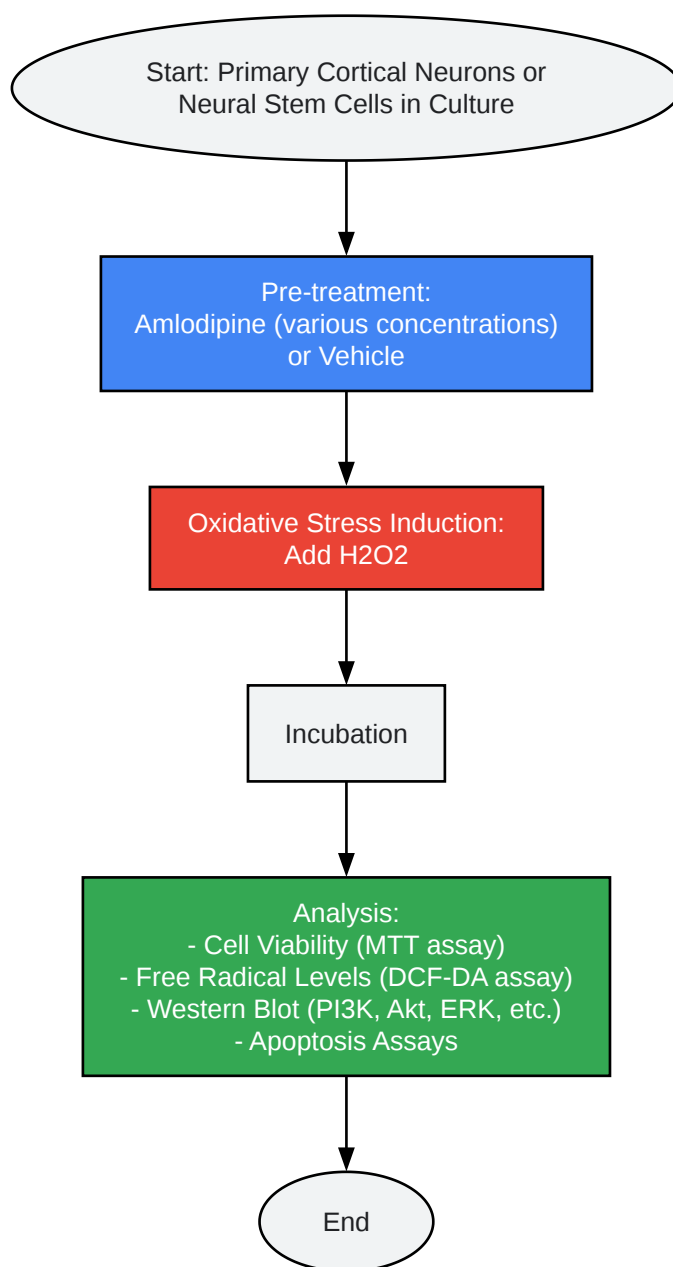 Start: Primary Cortical Neurons or
Neural Stem Cells in Culture
Pre-treatment:
Amlodipine (various concentrations)
or Vehicle
Oxidative Stress Induction:
Add H2O2
Incubation
Analysis:
- Cell Viability (MTT assay)
- Free Radical Levels (DCF-DA assay)
- Western Blot (PI3K, Akt, ERK, etc.)
- Apoptosis Assays
End